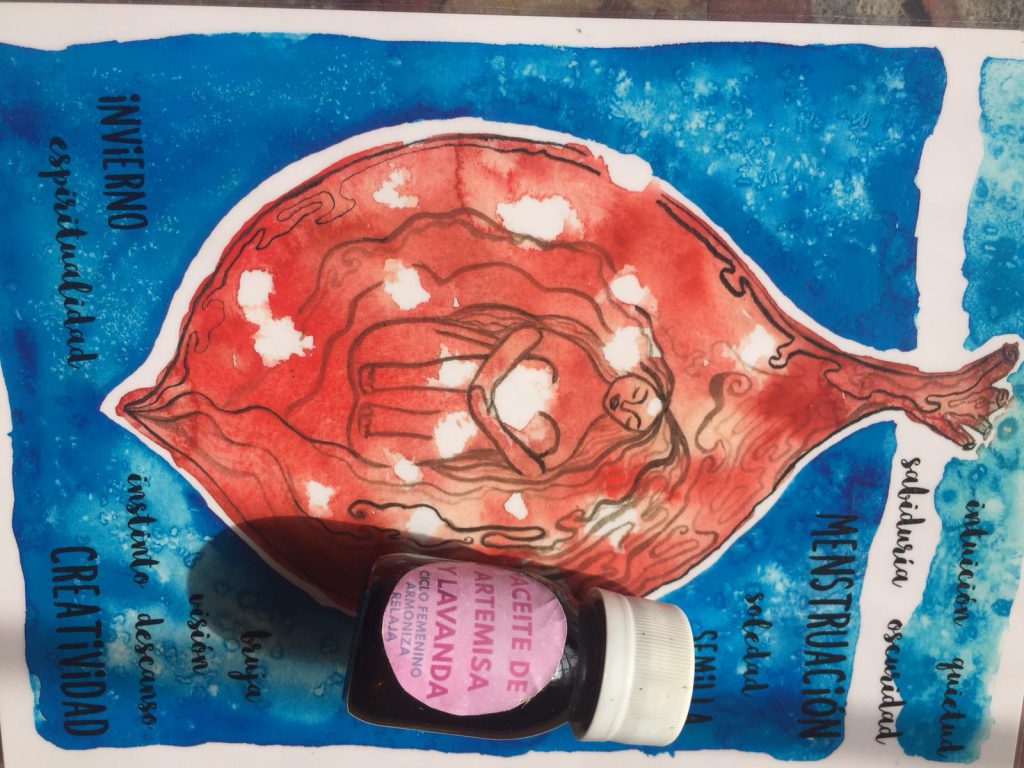 intuición quietud
sabiduria oscuridad
MENSTRUACIÓN
soledad
SEMILLA
ACEITE DE
ARTEMISA
Y LAVANDA
CICLO FEMENINO
-ARMONIZA
RELAJA
bruja
visión
instinto descanso
CREATIVIDAD
INVIERNO
espiritualidad